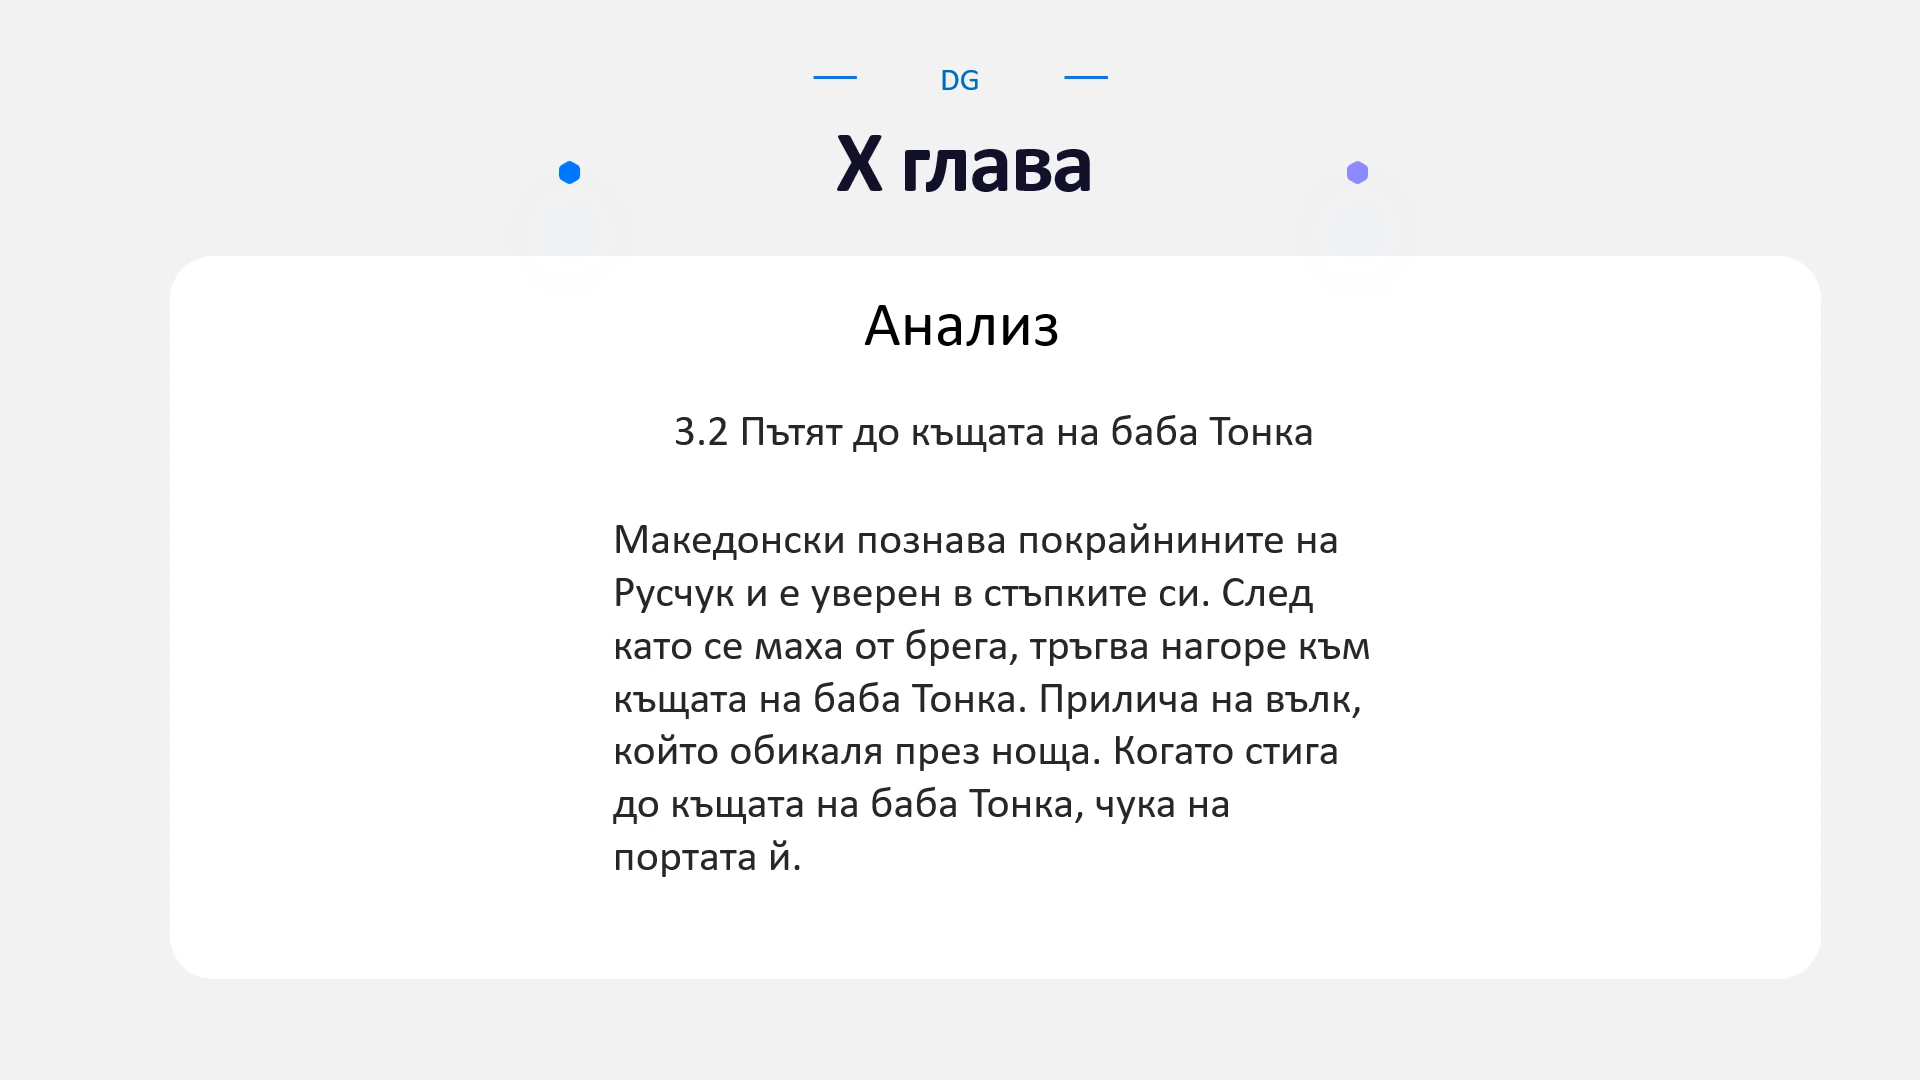 DG
X глава
Анализ
3.2 Пътят до къщата на баба Тонка
Македонски познава покрайнините на
Русчук и е уверен в стъпките си. След
като се маха от брега, тръгва нагоре към
къщата на баба Тонка. Прилича на вълк,
който обикаля през ноща. Когато стига
до къщата на баба Тонка, чука на
портата й.